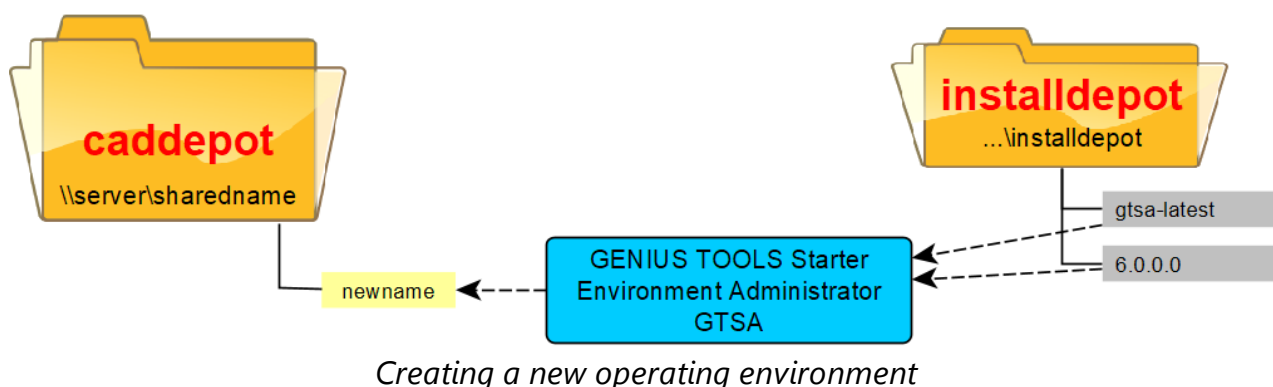 caddepot
\\server\sharedname
installdepot
...\installdepot
gtsa-latest
6.0.0.0
GENIUS TOOLS Starter
Environment Administrator
GTSA
newname
Creating a new operating environment